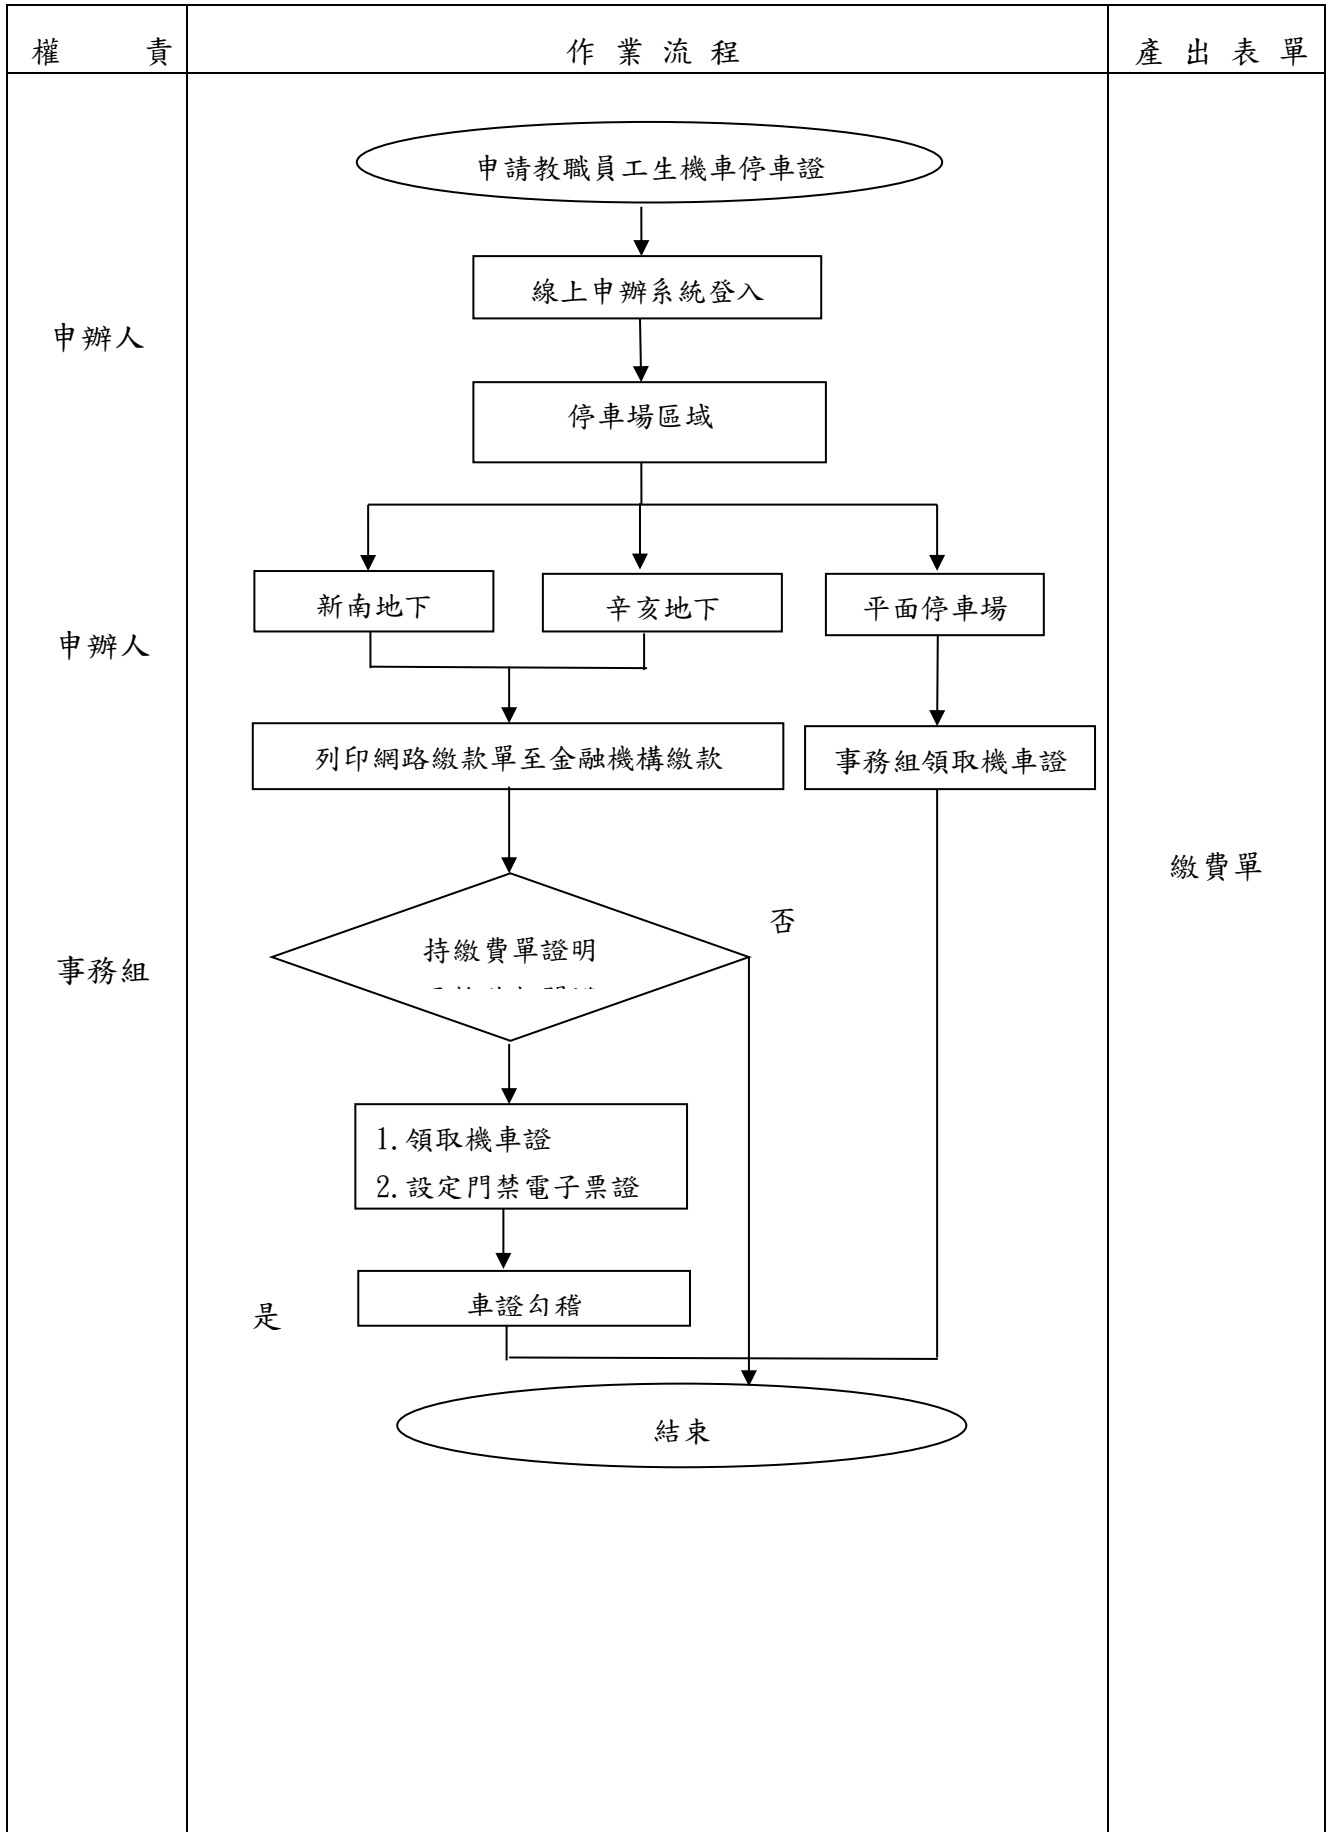 權 責
作 業 流 程
產 出 表 單
申請教職員工生機車停車證
線上申辦系統登入
申辦人
停車場區域
新南地下
辛亥地下
平面停車場
申辦人
列印網路繳款單至金融機構繳款
事務組領取機車證
繳費單
否
持繳費單證明
事務組
1.領取機車證
2.設定門禁電子票證
車證勾稽
是
結束